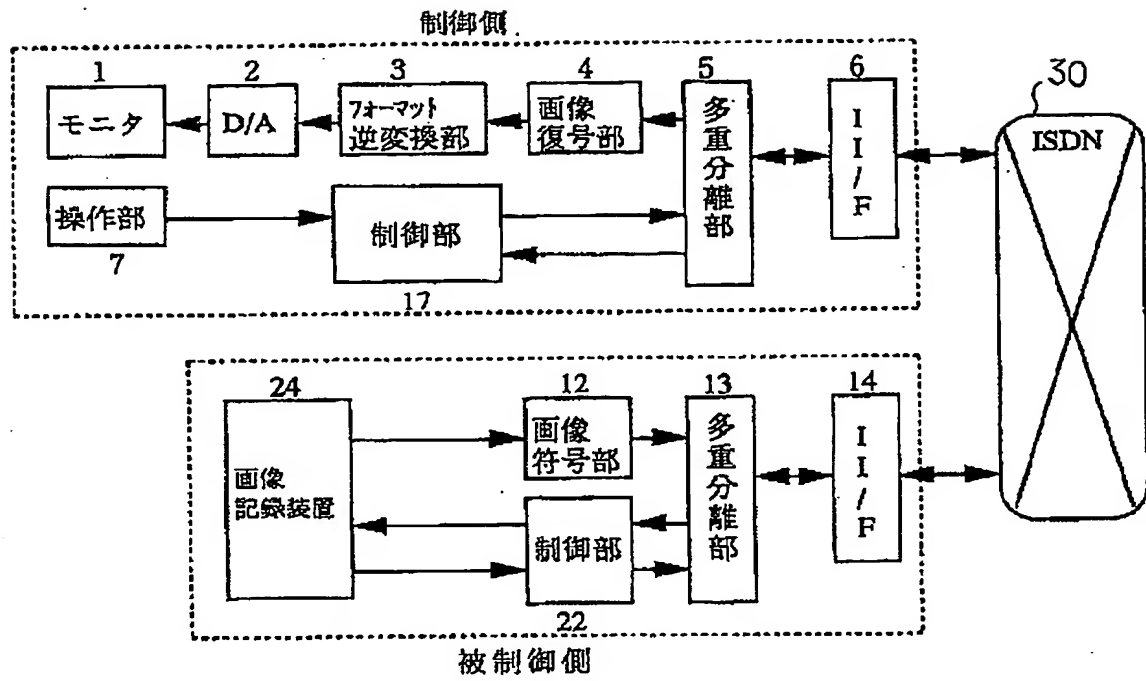 制御側
1
2
3
4
5
6
30
モニタ
D/A
フォーマット
逆変換部
画像
復号部
多重分離部
II/F
ISDN
操作部
7
制御部
17
24
12
13
14
画像
記録装置
画像
符号部
多重分離部
II/F
制御部
22
被制御側